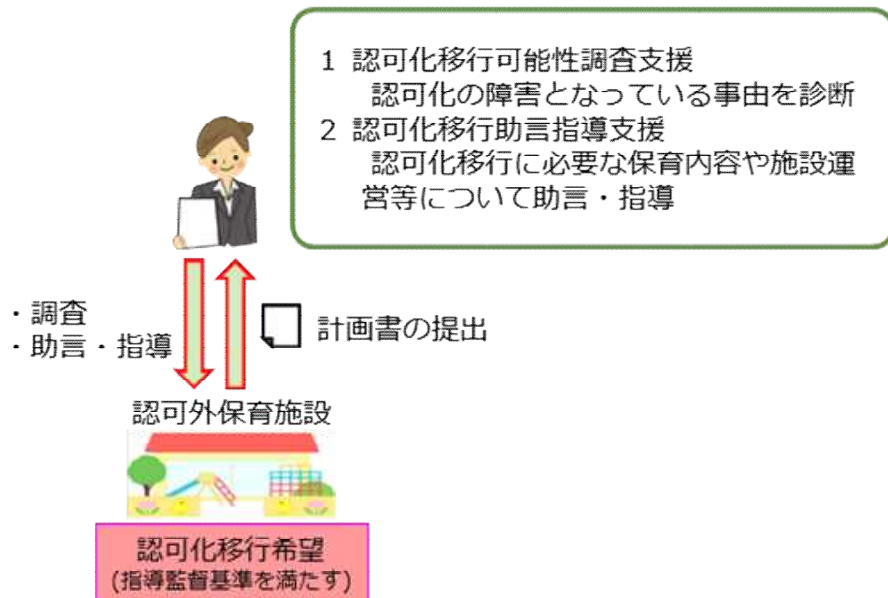 1 認可化移行可能性調査支援
認可化の障害となっている事由を診断
2 認可化移行助言指導支援
認可化移行に必要な保育内容や施設運
営等について助言・指導
・調査
・助言・指導
計画書の提出
認可外保育施設
認可化移行希望
(指導監督基準を満たす)